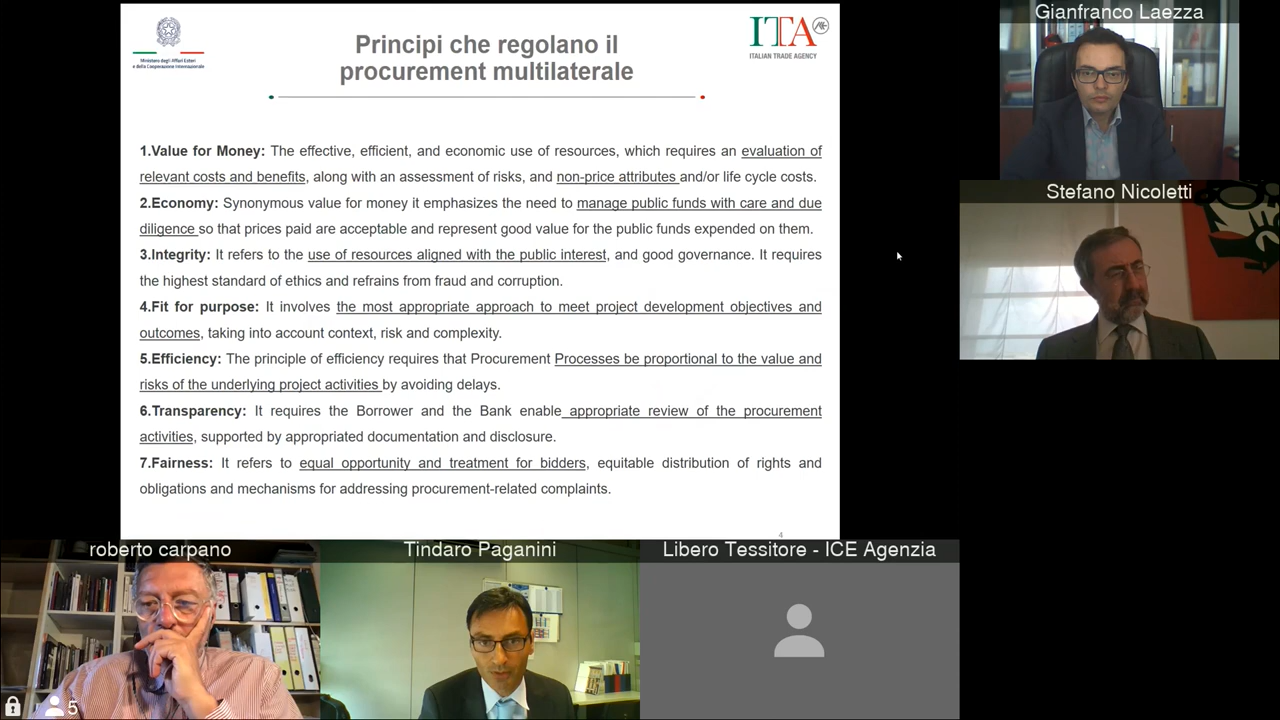 Ministero degli Affari Esteri
e della Cooperazione Internazionale
Principi che regolano il
procurement multilaterale
ITA
ITALIAN TRADE AGENCY
1.Value for Money: The effective, efficient, and economic use of resources, which requires an evaluation of
relevant costs and benefits, along with an assessment of risks, and non-price attributes and/or life cycle costs.
2.Economy: Synonymous value for money it emphasizes the need to manage public funds with care and due
diligence so that prices paid are acceptable and represent good value for the public funds expended on them.
3.Integrity: It refers to the use of resources aligned with the public interest, and good governance. It requires
the highest standard of ethics and refrains from fraud and corruption.
4.Fit for purpose: It involves the most appropriate approach to meet project development objectives and
outcomes, taking into account context, risk and complexity.
5.Efficiency: The principle of efficiency requires that Procurement Processes be proportional to the value and
risks of the underlying project activities by avoiding delays.
6.Transparency: It requires the Borrower and the Bank enable appropriate review of the procurement
activities, supported by appropriated documentation and disclosure.
7.Fairness: It refers to equal opportunity and treatment for bidders, equitable distribution of rights and
obligations and mechanisms for addressing procurement-related complaints.
4
Gianfranco Laezza
Stefano Nicoletti
roberto carpano
Tindaro Paganini
Libero Tessitore - ICE Agenzia
5